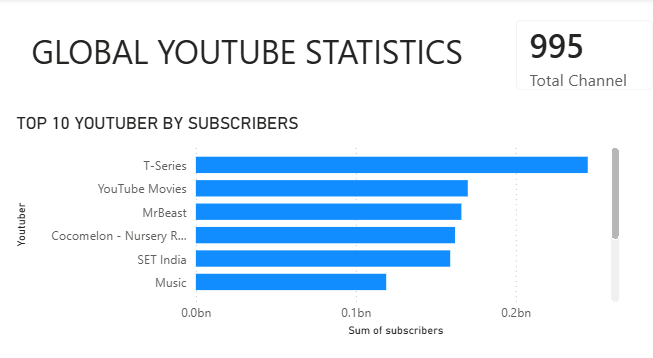 GLOBAL YOUTUBE STATISTICS
995
Total Channel
TOP 10 YOUTUBER BY SUBSCRIBERS
Youtuber
T-Series
YouTube Movies
MrBeast
Cocomelon - Nursery R...
SET India
Music
0.0bn 0.1bn 0.2bn
Sum of subscribers